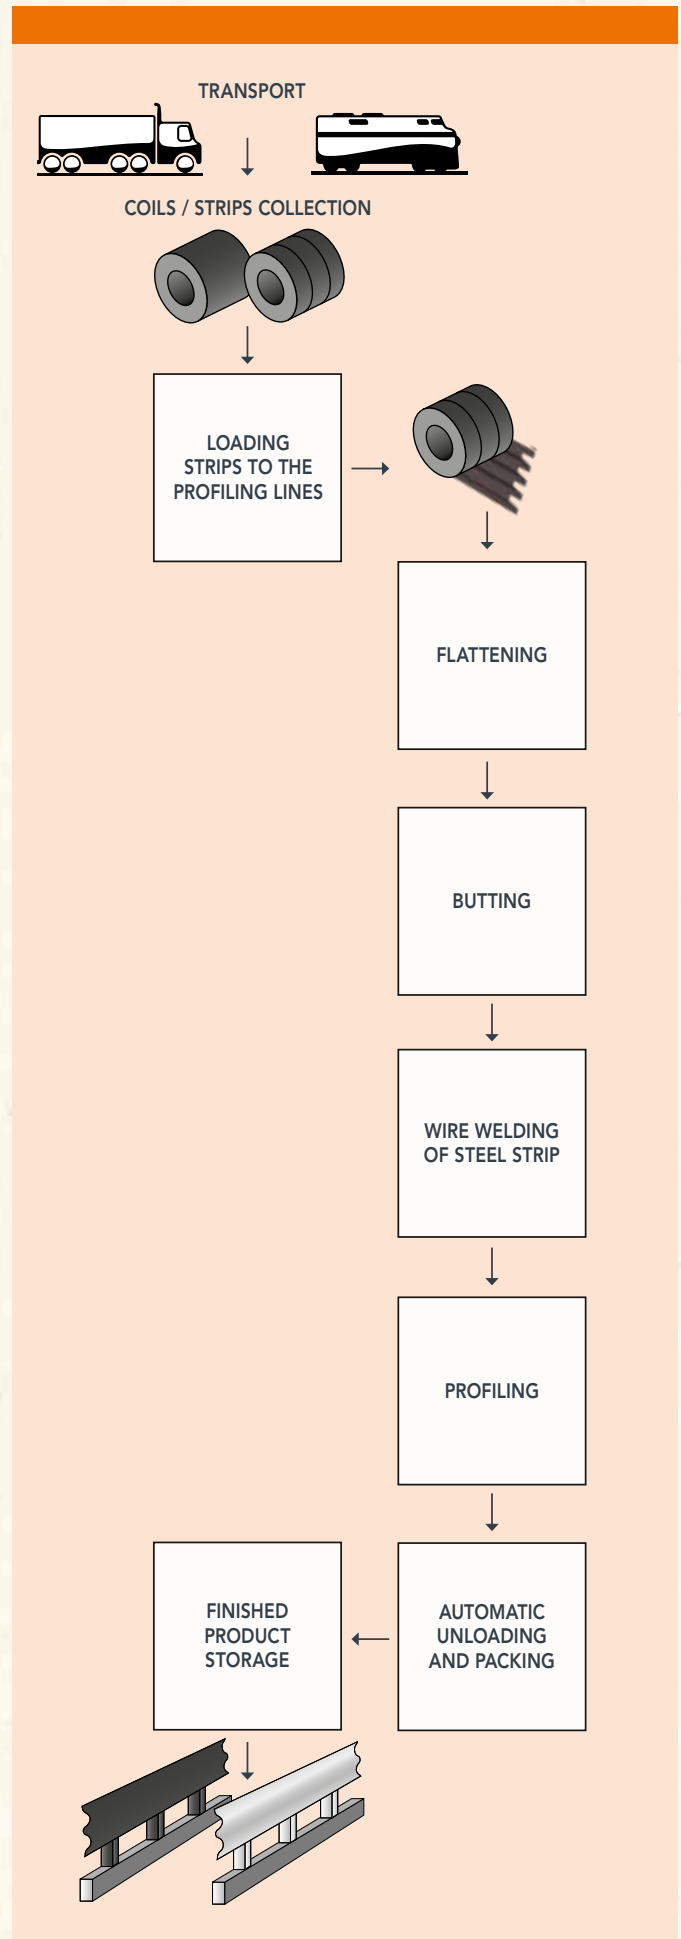 TRANSPORT
COILS / STRIPS COLLECTION
LOADING
STRIPS TO THE
PROFILING LINES
FLATTENING
BUTTING
WIRE WELDING
OF STEEL STRIP
PROFILING
AUTOMATIC
UNLOADING
AND PACKING
FINISHED
PRODUCT
STORAGE